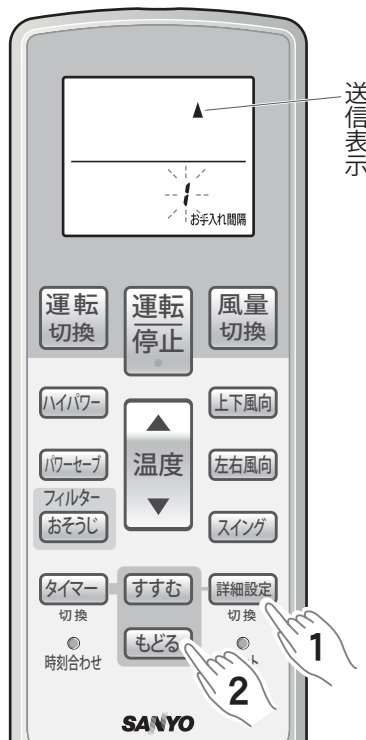 送信表示
1
お手入れ間隔
運転
切換
運転
停止
風量
切換
ハイパワー
上下風向
パワーセーブ
温度
左右風向
フィルター
おそうじ
スイング
タイマー
すすむ
詳細設定
切換
切換
時刻合わせ
もどる
ト
1
2
SANYO